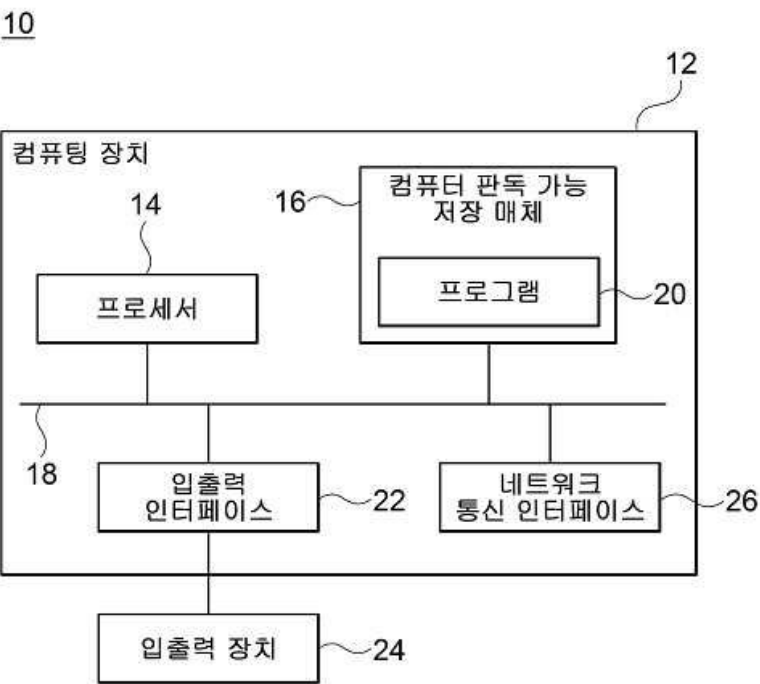 10
12
컴퓨팅 장치
14
16
컴퓨터 판독 가능
저장 매체
프로세서
프로그램
20
18
입출력
인터페이스
22
네트워크
통신 인터페이스
26
입출력 장치
24